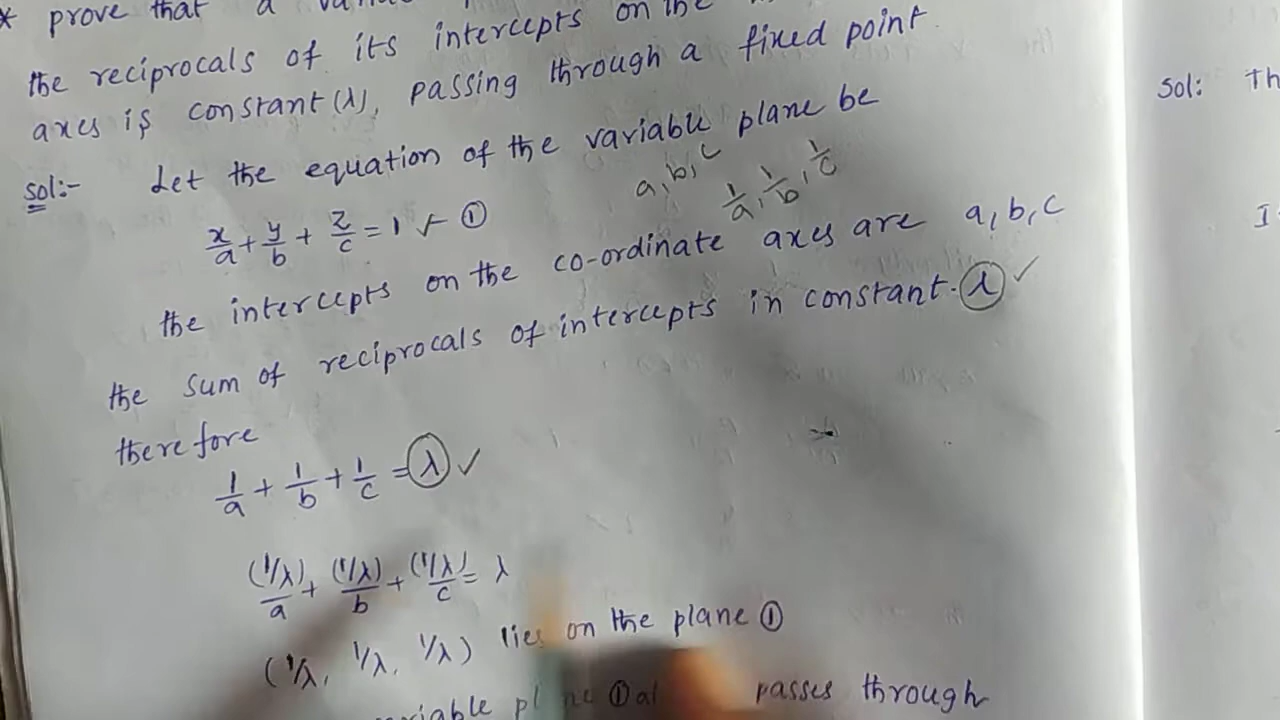 * prove that a
the reciprocals of its intercepts on the
axes is constant (λ), passing through a fixed point
sol:- Let the equation of the variable plane be
a, b, c
1/a, 1/b, 1/c
x/a + y/b + z/c = 1 ①
the intercepts on the co-ordinate axes are a, b, c
the sum of reciprocals of intercepts in constant. λ ✓
therefore
1/a + 1/b + 1/c = λ ✓
(1/λ)/a + (1/λ)/b + (1/λ)/c = λ
(1/λ, 1/λ, 1/λ) lies on the plane ①
① passes through
Sol: